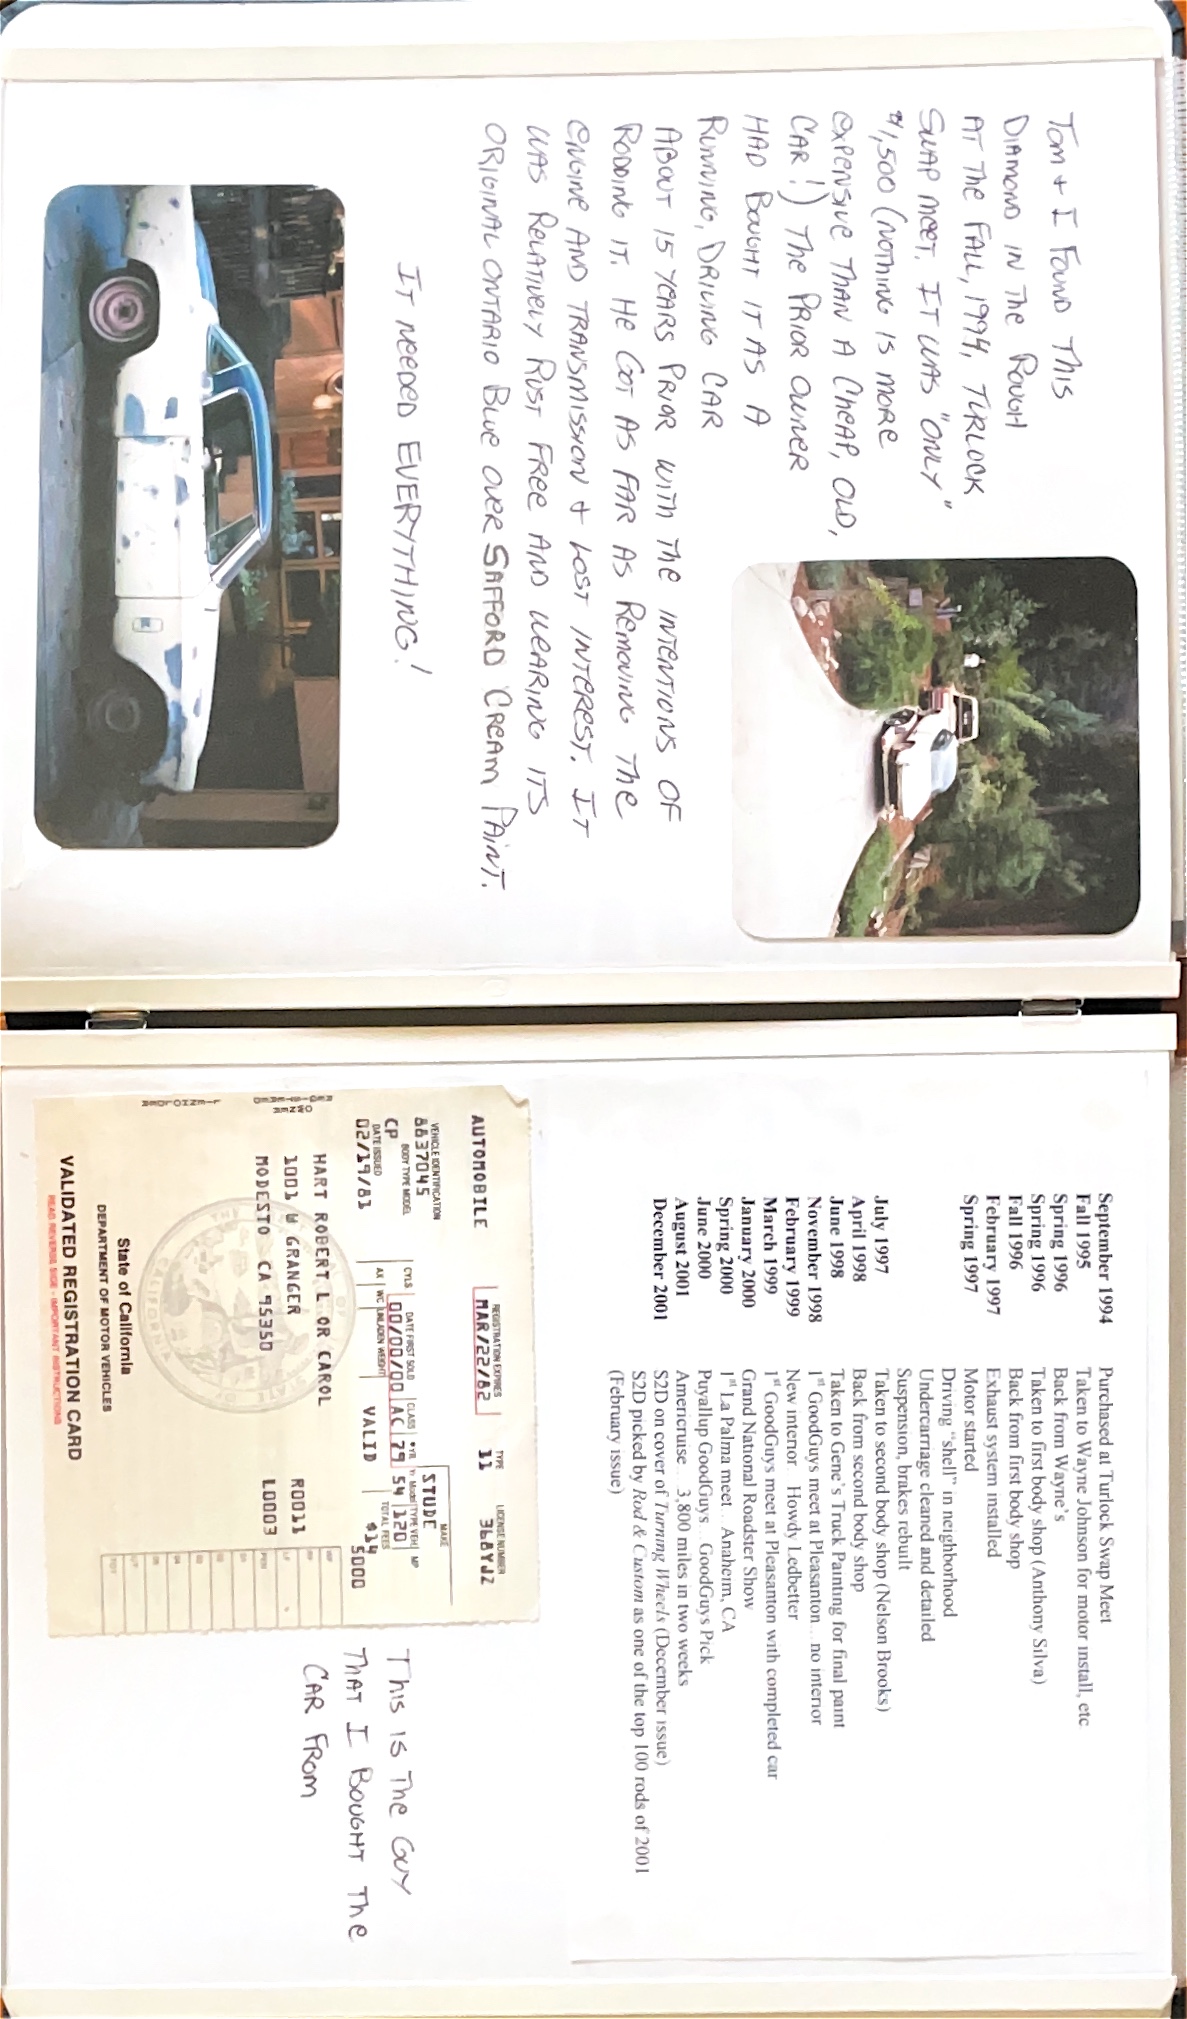 Tom + I FOUND THIS
DIAMOND IN THE ROUGH
AT THE FALL, 1994, TURLOCK
SWAP MEET. IT WAS "ONLY"
$1,500 (NOTHING IS MORE
EXPENSIVE THAN A CHEAP, OLD,
CAR!) THE PRIOR OWNER
HAD BOUGHT IT AS A
RUNNING, DRIVING CAR
ABOUT 15 YEARS PRIOR WITH THE INTENTIONS OF
RODDING IT. HE GOT AS FAR AS REMOVING THE
ENGINE AND TRANSMISSION + LOST INTEREST. IT
WAS RELATIVELY RUST FREE AND WEARING ITS
ORIGINAL ONTARIO BLUE OVER SAFFORD CREAM PAINT.
IT NEEDED EVERYTHING!
September 1994 Purchased at Turlock Swap Meet
Fall 1995 Taken to Wayne Johnson for motor install, etc
Spring 1996 Back from Wayne's
Spring 1996 Taken to first body shop (Anthony Silva)
Fall 1996 Back from first body shop
February 1997 Exhaust system installed
Spring 1997 Motor started
Driving "shell" in neighborhood
Undercarriage cleaned and detailed
Suspension, brakes rebuilt
July 1997 Taken to second body shop (Nelson Brooks)
April 1998 Back from second body shop
June 1998 Taken to Gene's Truck Painting for final paint
November 1998 1st GoodGuys meet at Pleasanton...no interior
February 1999 New interior...Howdy Ledbetter
March 1999 1st GoodGuys meet at Pleasanton with completed car
January 2000 Grand National Roadster Show
Spring 2000 1st La Palma meet...Anaheim, CA
June 2000 Puyallup GoodGuys...GoodGuys Pick
August 2001 Americruise...3,800 miles in two weeks
December 2001 S2D on cover of Turning Wheels (December issue)
S2D picked by Rod & Custom as one of the top 100 rods of 2001
(February issue)
REGISTRATION EXPIRES TYPE LICENSE NUMBER
AUTOMOBILE MAR/22/82 11 368YJZ
VEHICLE IDENTIFICATION MAKE
8837045 STUDE
BODY TYPE MODEL CYLS DATE FIRST SOLD CLASS *YR Yr Model TYPE VEH MP
CP 00/00/00 AC 79 54 120
DATE ISSUED AX WC UNLADEN WEIGHT TOTAL FEES
02/19/81 VALID $14
5000
REGISTERED OWNER
HART ROBERT L OR CAROL
1001 W GRANGER R0011
MODESTO CA 95350 L0003
LIENHOLDER
State of California
DEPARTMENT OF MOTOR VEHICLES
VALIDATED REGISTRATION CARD
READ REVERSE SIDE - IMPORTANT INSTRUCTIONS
THIS IS THE GUY
THAT I BOUGHT THE
CAR FROM